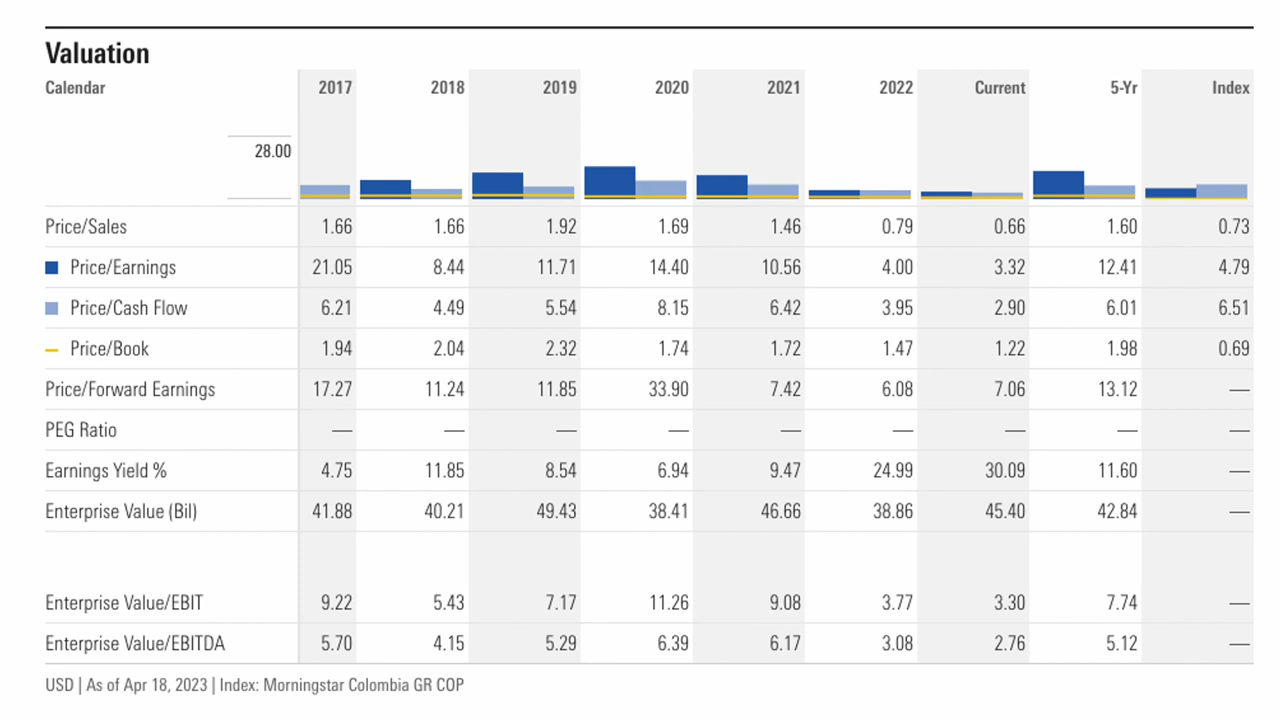 Valuation
Calendar 2017 2018 2019 2020 2021 2022 Current 5-Yr Index
28.00
Price/Sales 1.66 1.66 1.92 1.69 1.46 0.79 0.66 1.60 0.73
Price/Earnings 21.05 8.44 11.71 14.40 10.56 4.00 3.32 12.41 4.79
Price/Cash Flow 6.21 4.49 5.54 8.15 6.42 3.95 2.90 6.01 6.51
Price/Book 1.94 2.04 2.32 1.74 1.72 1.47 1.22 1.98 0.69
Price/Forward Earnings 17.27 11.24 11.85 33.90 7.42 6.08 7.06 13.12 —
PEG Ratio — — — — — — — — —
Earnings Yield % 4.75 11.85 8.54 6.94 9.47 24.99 30.09 11.60 —
Enterprise Value (Bil) 41.88 40.21 49.43 38.41 46.66 38.86 45.40 42.84 —
Enterprise Value/EBIT 9.22 5.43 7.17 11.26 9.08 3.77 3.30 7.74 —
Enterprise Value/EBITDA 5.70 4.15 5.29 6.39 6.17 3.08 2.76 5.12 —
USD | As of Apr 18, 2023 | Index: Morningstar Colombia GR COP